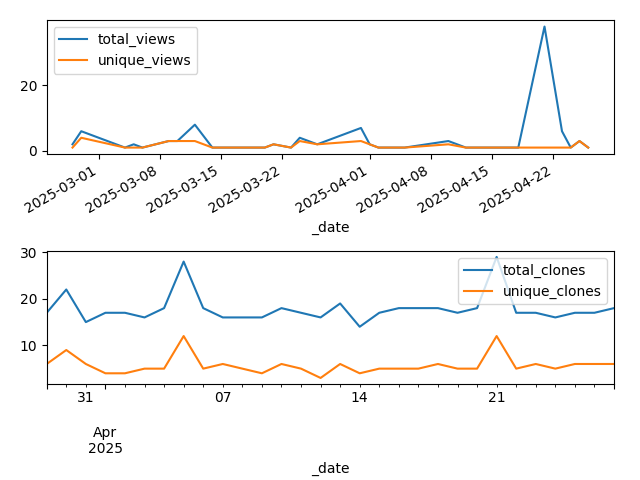 total_views
unique_views
20
0
2025-03-01
2025-03-08
2025-03-15
2025-03-22
2025-04-01
2025-04-08
2025-04-15
2025-04-22
_date
30
20
10
total_clones
unique_clones
31
07
14
21
Apr
2025
_date